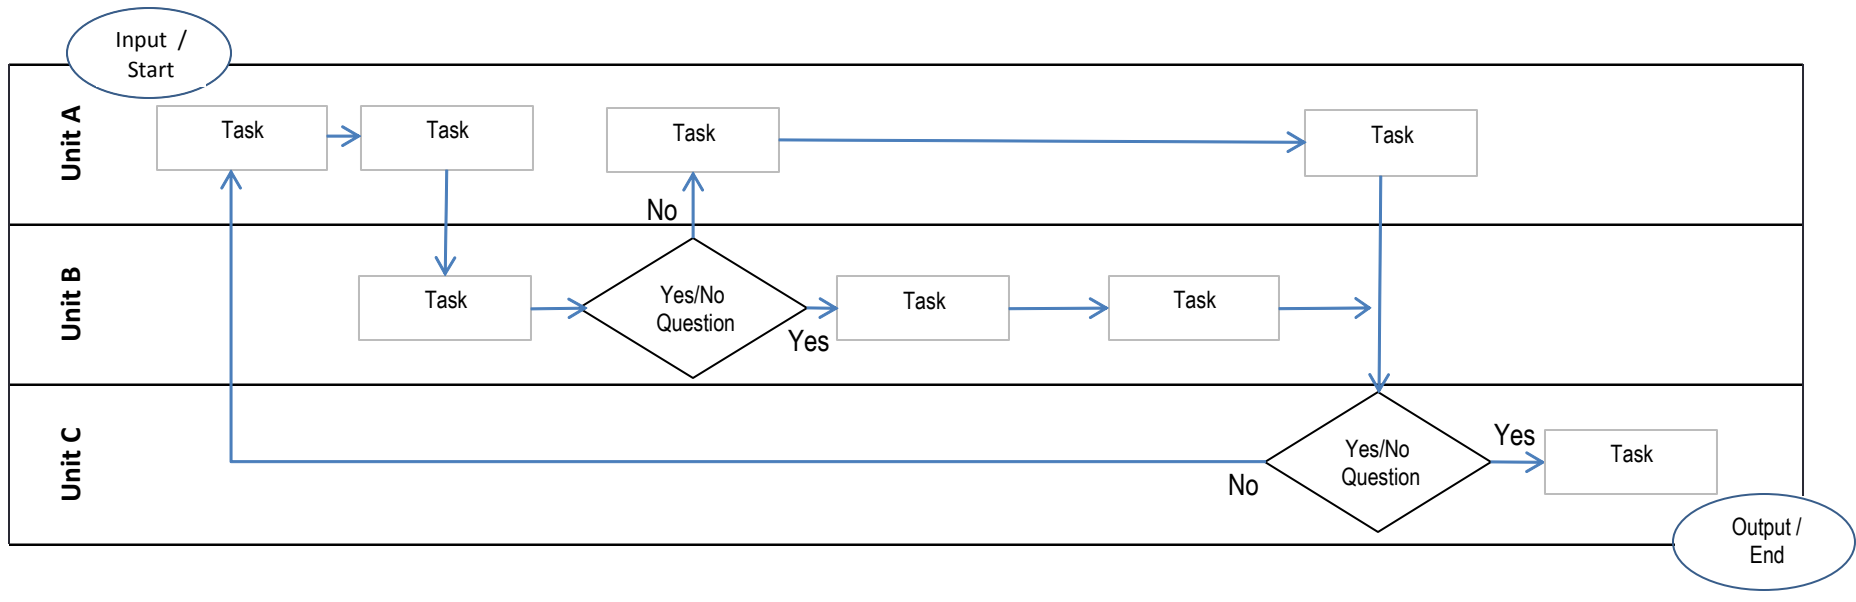 Input /
Start
Unit A
Task
Task
Task
Task
No
Unit B
Task
Yes/No
Question
Yes
Task
Task
Unit C
No
Yes/No
Question
Yes
Task
Output /
End